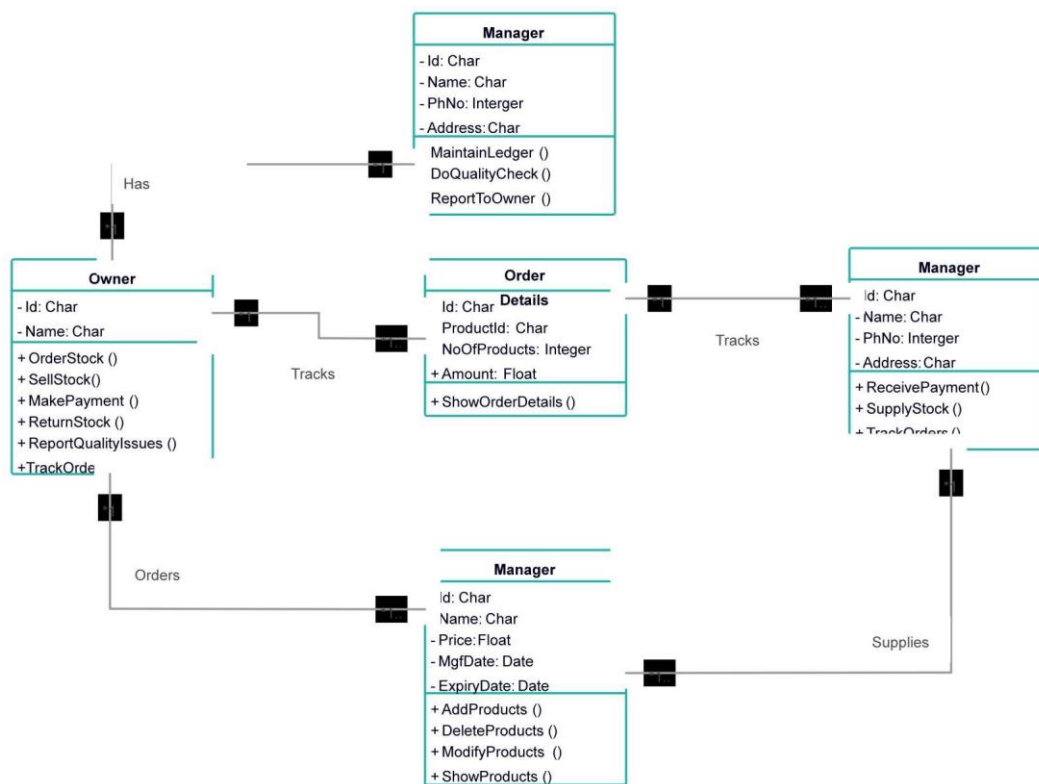 Manager
- Id: Char
- Name: Char
- PhNo: Interger
- Address: Char
MaintainLedger ()
DoQualityCheck ()
ReportToOwner ()
Has
Owner
- Id: Char
- Name: Char
+ OrderStock ()
+ SellStock()
+ MakePayment ()
+ ReturnStock ()
+ ReportQualityIssues ()
+TrackOrde
Tracks
Order
Details
Id: Char
ProductId: Char
NoOfProducts: Integer
+ Amount: Float
+ ShowOrderDetails ()
Tracks
Manager
Id: Char
- Name: Char
- PhNo: Interger
- Address: Char
+ ReceivePayment()
+ SupplyStock ()
+ TrackOrders ()
Orders
Manager
Id: Char
Name: Char
- Price: Float
- MgfDate: Date
- ExpiryDate: Date
+ AddProducts ()
+ DeleteProducts ()
+ ModifyProducts ()
+ ShowProducts ()
Supplies